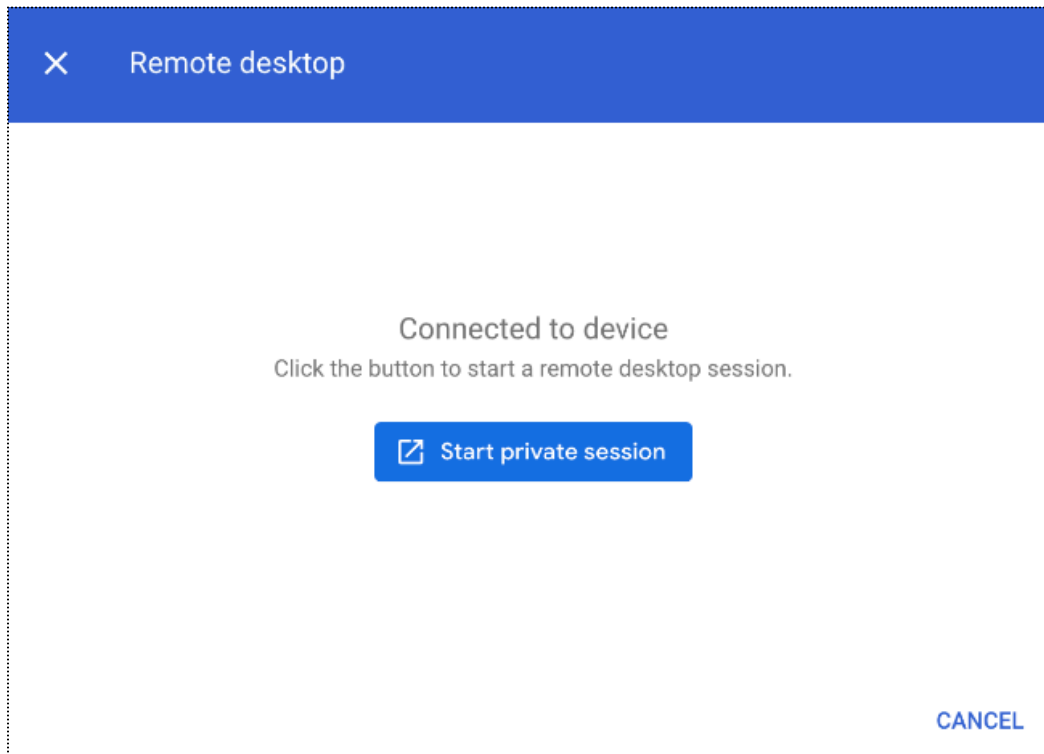 Remote desktop
Connected to device
Click the button to start a remote desktop session.
Start private session
CANCEL